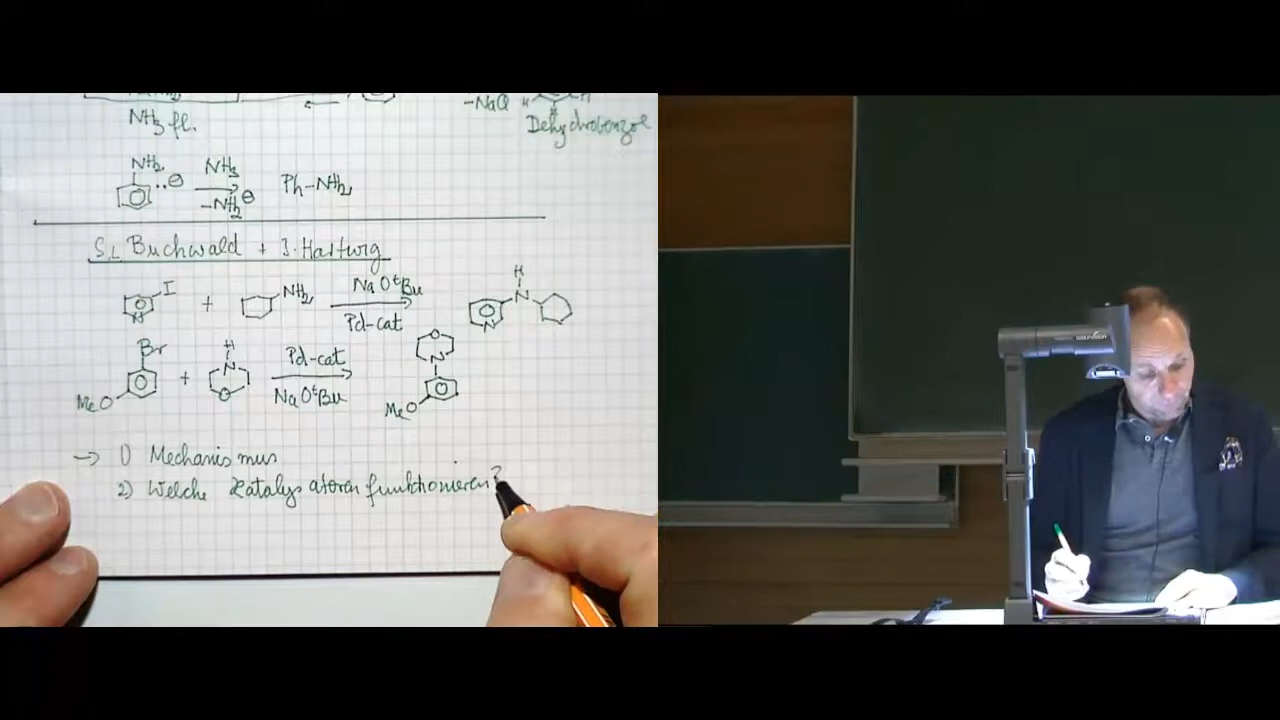 NH₃ fl.
-NaCl H H
Dehydrobenzol
NH₂ ⊖ NH₃ -NH₂⊖ Ph-NH₂
S.L. Buchwald + J. Hartwig
I N + NH₂ NaOᵗBu Pd-cat H N N
Br MeO + H N O Pd-cat NaOᵗBu O N MeO
→ 1) Mechanismus
2) Welche Katalysatoren funktionieren?